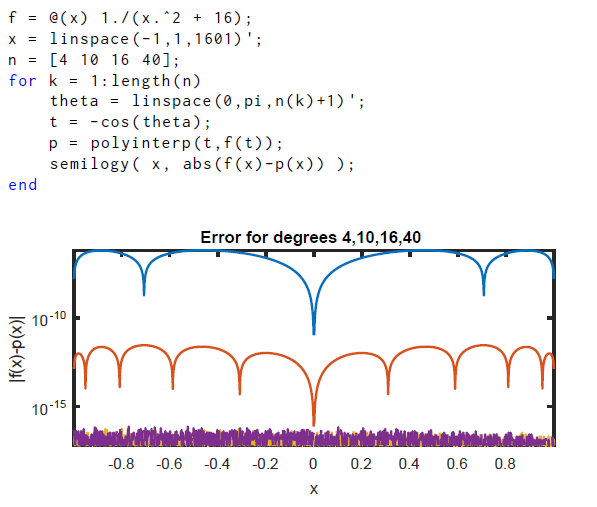 f = @(x) 1./(x.^2 + 16);
x = linspace(-1,1,1601)';
n = [4 10 16 40];
for k = 1:length(n)
theta = linspace(0,pi,n(k)+1)';
t = -cos(theta);
p = polyinterp(t,f(t));
semilogy( x, abs(f(x)-p(x)) );
end
Error for degrees 4,10,16,40
|f(x)-p(x)|
10^-10
10^-15
-0.8 -0.6 -0.4 -0.2 0 0.2 0.4 0.6 0.8
x